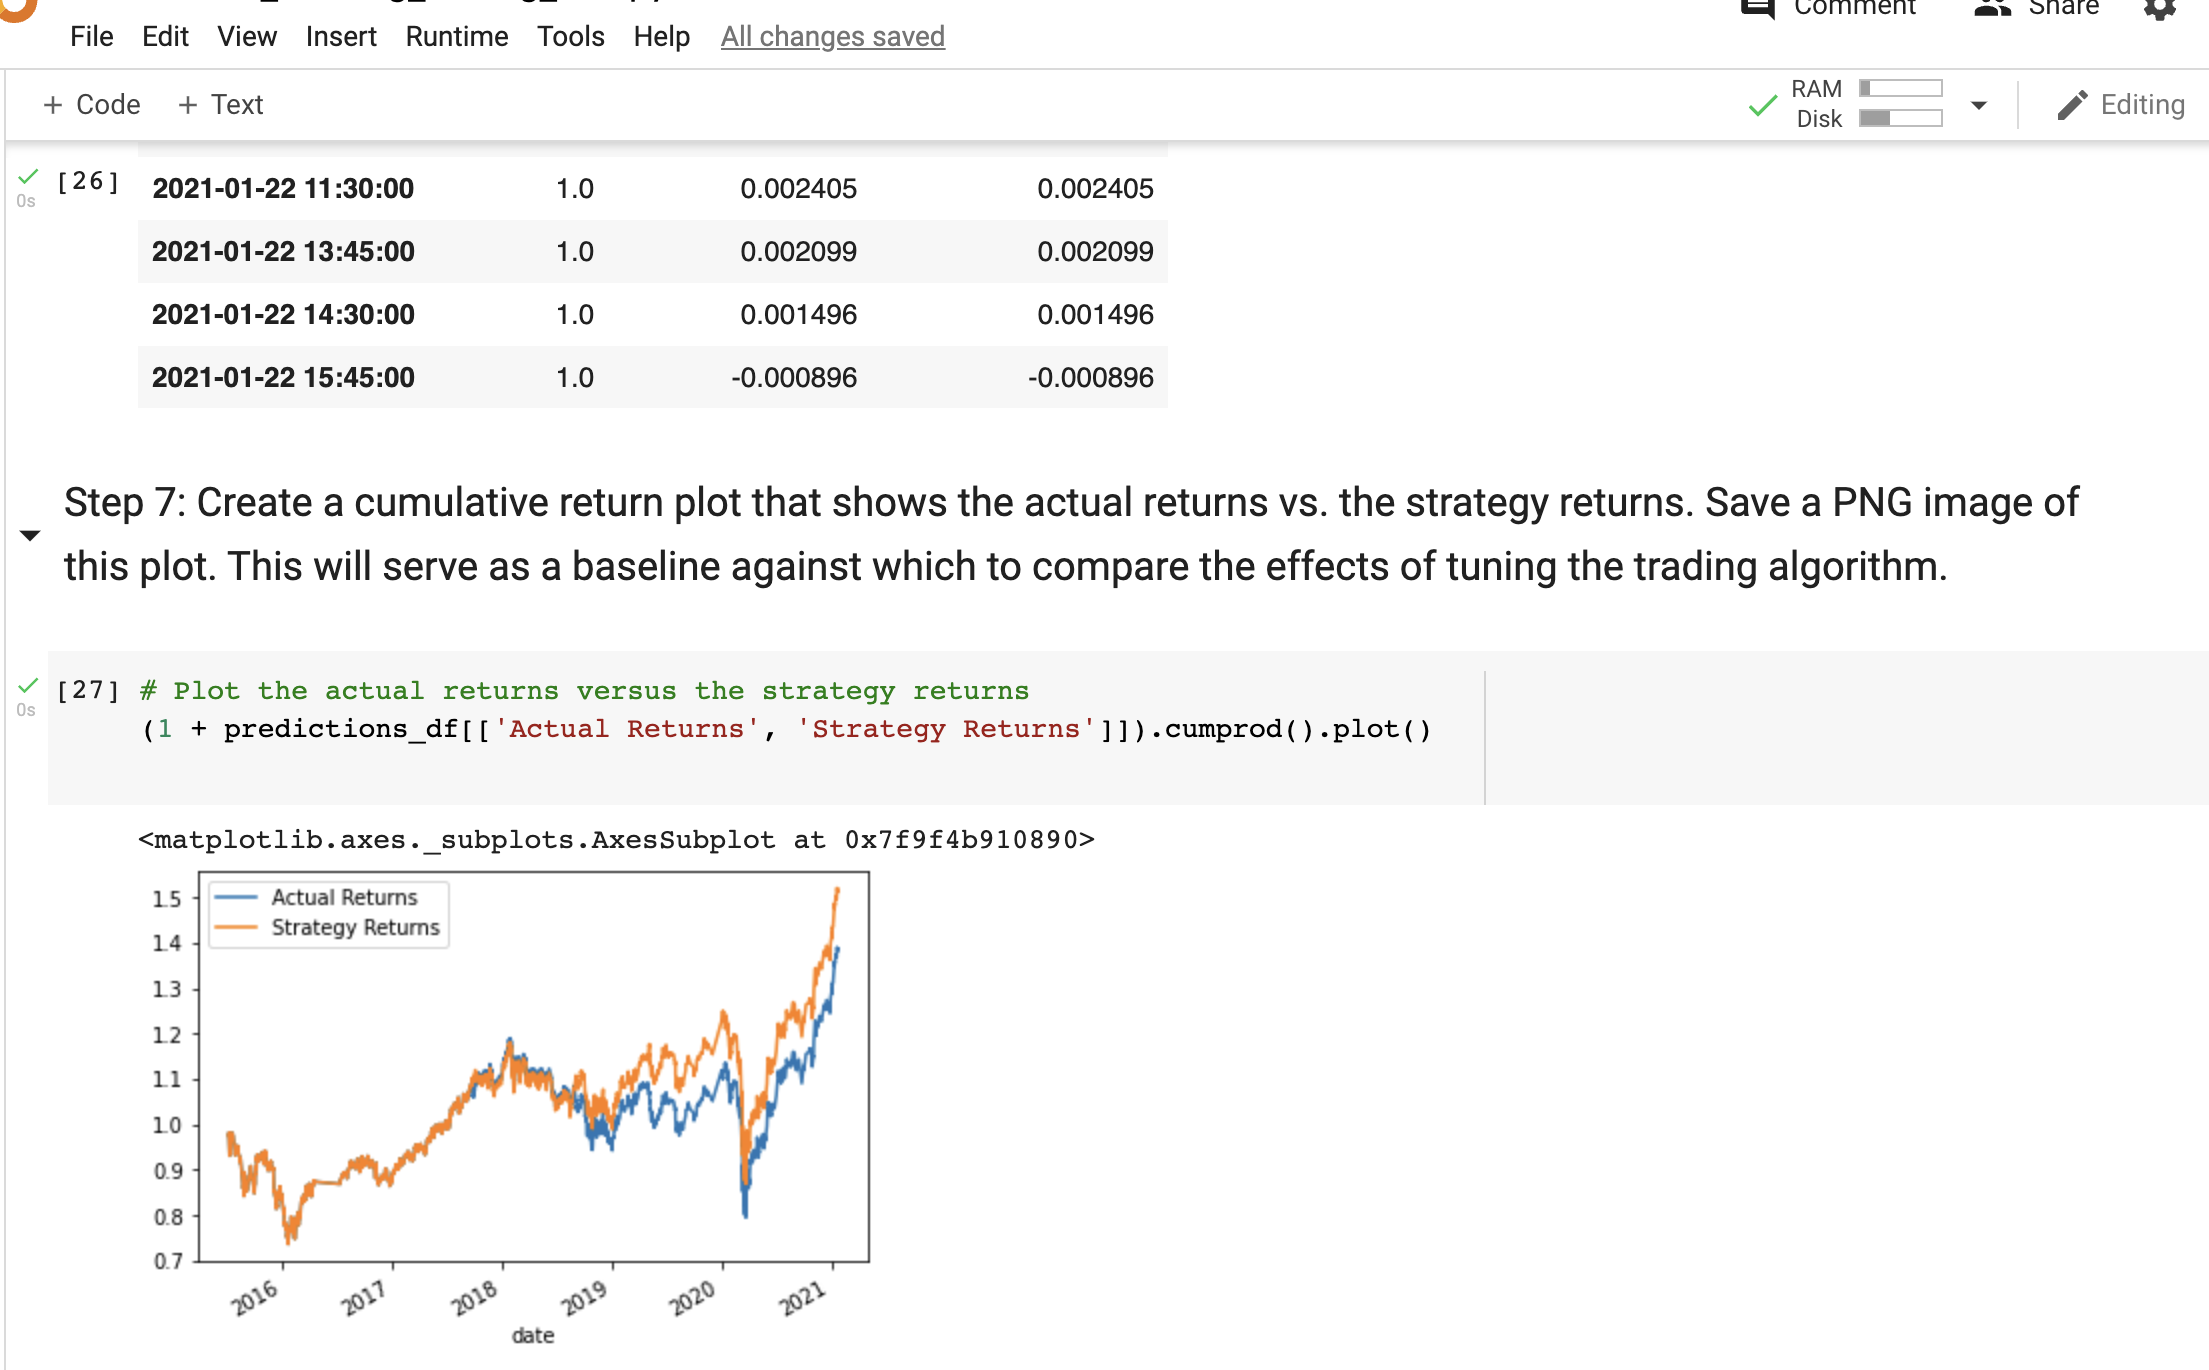 Comment Share
File Edit View Insert Runtime Tools Help All changes saved
+ Code + Text RAM Disk Editing
[26] 2021-01-22 11:30:00 1.0 0.002405 0.002405
0s
2021-01-22 13:45:00 1.0 0.002099 0.002099
2021-01-22 14:30:00 1.0 0.001496 0.001496
2021-01-22 15:45:00 1.0 -0.000896 -0.000896
Step 7: Create a cumulative return plot that shows the actual returns vs. the strategy returns. Save a PNG image of
this plot. This will serve as a baseline against which to compare the effects of tuning the trading algorithm.
[27] # Plot the actual returns versus the strategy returns
0s
(1 + predictions_df[['Actual Returns', 'Strategy Returns']]).cumprod().plot()
<matplotlib.axes._subplots.AxesSubplot at 0x7f9f4b910890>
Actual Returns
Strategy Returns
1.5
1.4
1.3
1.2
1.1
1.0
0.9
0.8
0.7
2016 2017 2018 2019 2020 2021
date